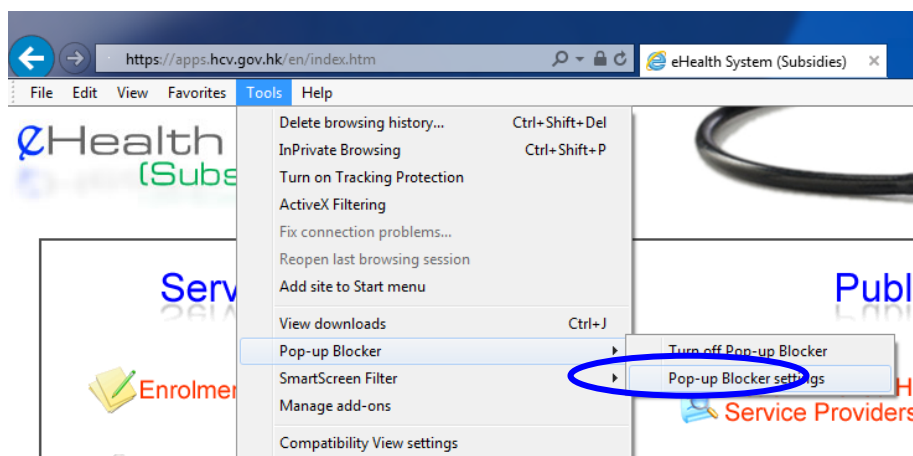 https://apps.hcv.gov.hk/en/index.htm
eHealth System (Subsidies)
File Edit View Favorites Tools Help
eHealth
(Subs
Delete browsing history... Ctrl+Shift+Del
InPrivate Browsing Ctrl+Shift+P
Turn on Tracking Protection
ActiveX Filtering
Fix connection problems...
Reopen last browsing session
Add site to Start menu
Serv
Publ
View downloads Ctrl+J
Pop-up Blocker
Turn off Pop-up Blocker
SmartScreen Filter
Pop-up Blocker settings
Enrolmer
H
Manage add-ons
Service Providers
Compatibility View settings